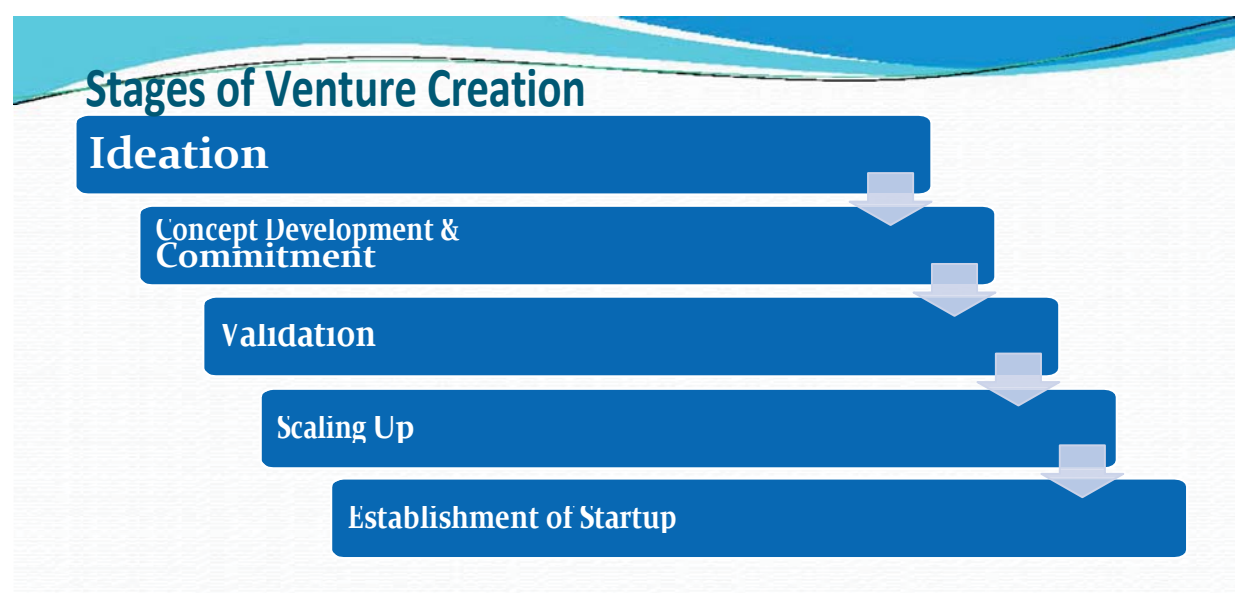 Stages of Venture Creation
Ideation
Concept Development &
Commitment
Validation
Scaling Up
Establishment of Startup